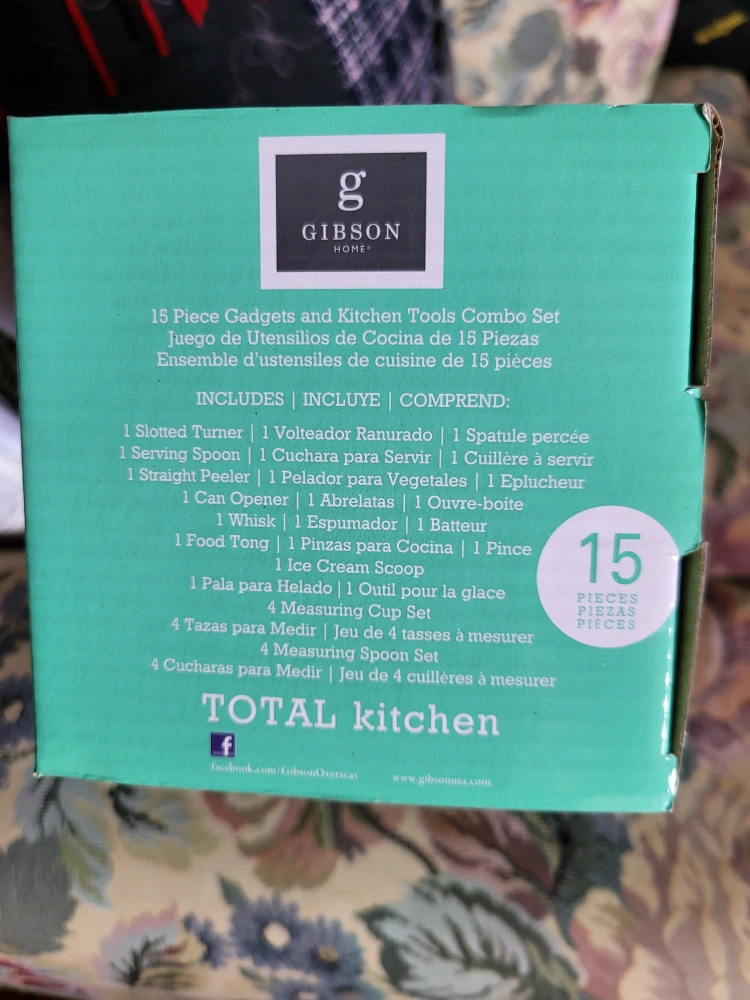 g
GIBSON
HOME®
15 Piece Gadgets and Kitchen Tools Combo Set
Juego de Utensilios de Cocina de 15 Piezas
Ensemble d'ustensiles de cuisine de 15 pièces
INCLUDES | INCLUYE | COMPREND:
1 Slotted Turner | 1 Volteador Ranurado | 1 Spatule percée
1 Serving Spoon | 1 Cuchara para Servir | 1 Cuillère à servir
1 Straight Peeler | 1 Pelador para Vegetales | 1 Eplucheur
1 Can Opener | 1 Abrelatas | 1 Ouvre-boite
1 Whisk | 1 Espumador | 1 Batteur
1 Food Tong | 1 Pinzas para Cocina | 1 Pince
1 Ice Cream Scoop
1 Pala para Helado | 1 Outil pour la glace
4 Measuring Cup Set
4 Tazas para Medir | Jeu de 4 tasses à mesurer
4 Measuring Spoon Set
4 Cucharas para Medir | Jeu de 4 cuillères à mesurer
15
PIECES
PIEZAS
PIÈCES
TOTAL kitchen
f
facebook.com/GibsonOverseas www.gibsonusa.com